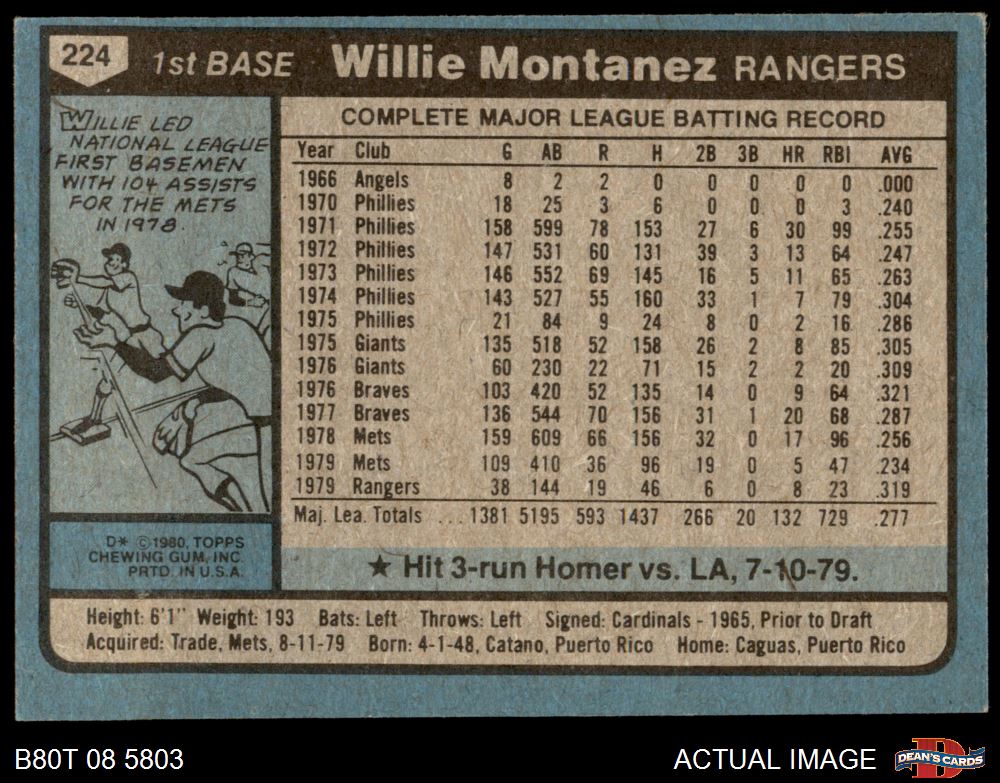 224 1st BASE Willie Montanez RANGERS
WILLIE LED
NATIONAL LEAGUE
FIRST BASEMEN
WITH 104 ASSISTS
FOR THE METS
IN 1978.
D* © 1980, TOPPS
CHEWING GUM, INC.
PRTD. IN U.S.A.
COMPLETE MAJOR LEAGUE BATTING RECORD
Year Club G AB R H 2B 3B HR RBI AVG
1966 Angels 8 2 2 0 0 0 0 0 .000
1970 Phillies 18 25 3 6 0 0 0 3 .240
1971 Phillies 158 599 78 153 27 6 30 99 .255
1972 Phillies 147 531 60 131 39 3 13 64 .247
1973 Phillies 146 552 69 145 16 5 11 65 .263
1974 Phillies 143 527 55 160 33 1 7 79 .304
1975 Phillies 21 84 9 24 8 0 2 16 .286
1975 Giants 135 518 52 158 26 2 8 85 .305
1976 Giants 60 230 22 71 15 2 2 20 .309
1976 Braves 103 420 52 135 14 0 9 64 .321
1977 Braves 136 544 70 156 31 1 20 68 .287
1978 Mets 159 609 66 156 32 0 17 96 .256
1979 Mets 109 410 36 96 19 0 5 47 .234
1979 Rangers 38 144 19 46 6 0 8 23 .319
Maj. Lea. Totals ... 1381 5195 593 1437 266 20 132 729 .277
★ Hit 3-run Homer vs. LA, 7-10-79.
Height: 6'1" Weight: 193 Bats: Left Throws: Left Signed: Cardinals - 1965, Prior to Draft
Acquired: Trade, Mets, 8-11-79 Born: 4-1-48, Catano, Puerto Rico Home: Caguas, Puerto Rico
B80T 08 5803 ACTUAL IMAGE D DEAN'S CARDS